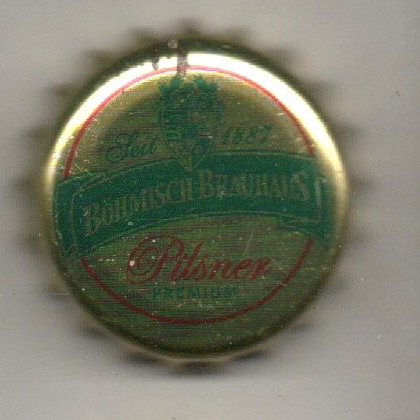 Seit 1887
BÖHMISCH BRAUHAUS
Pilsner
PREMIUM